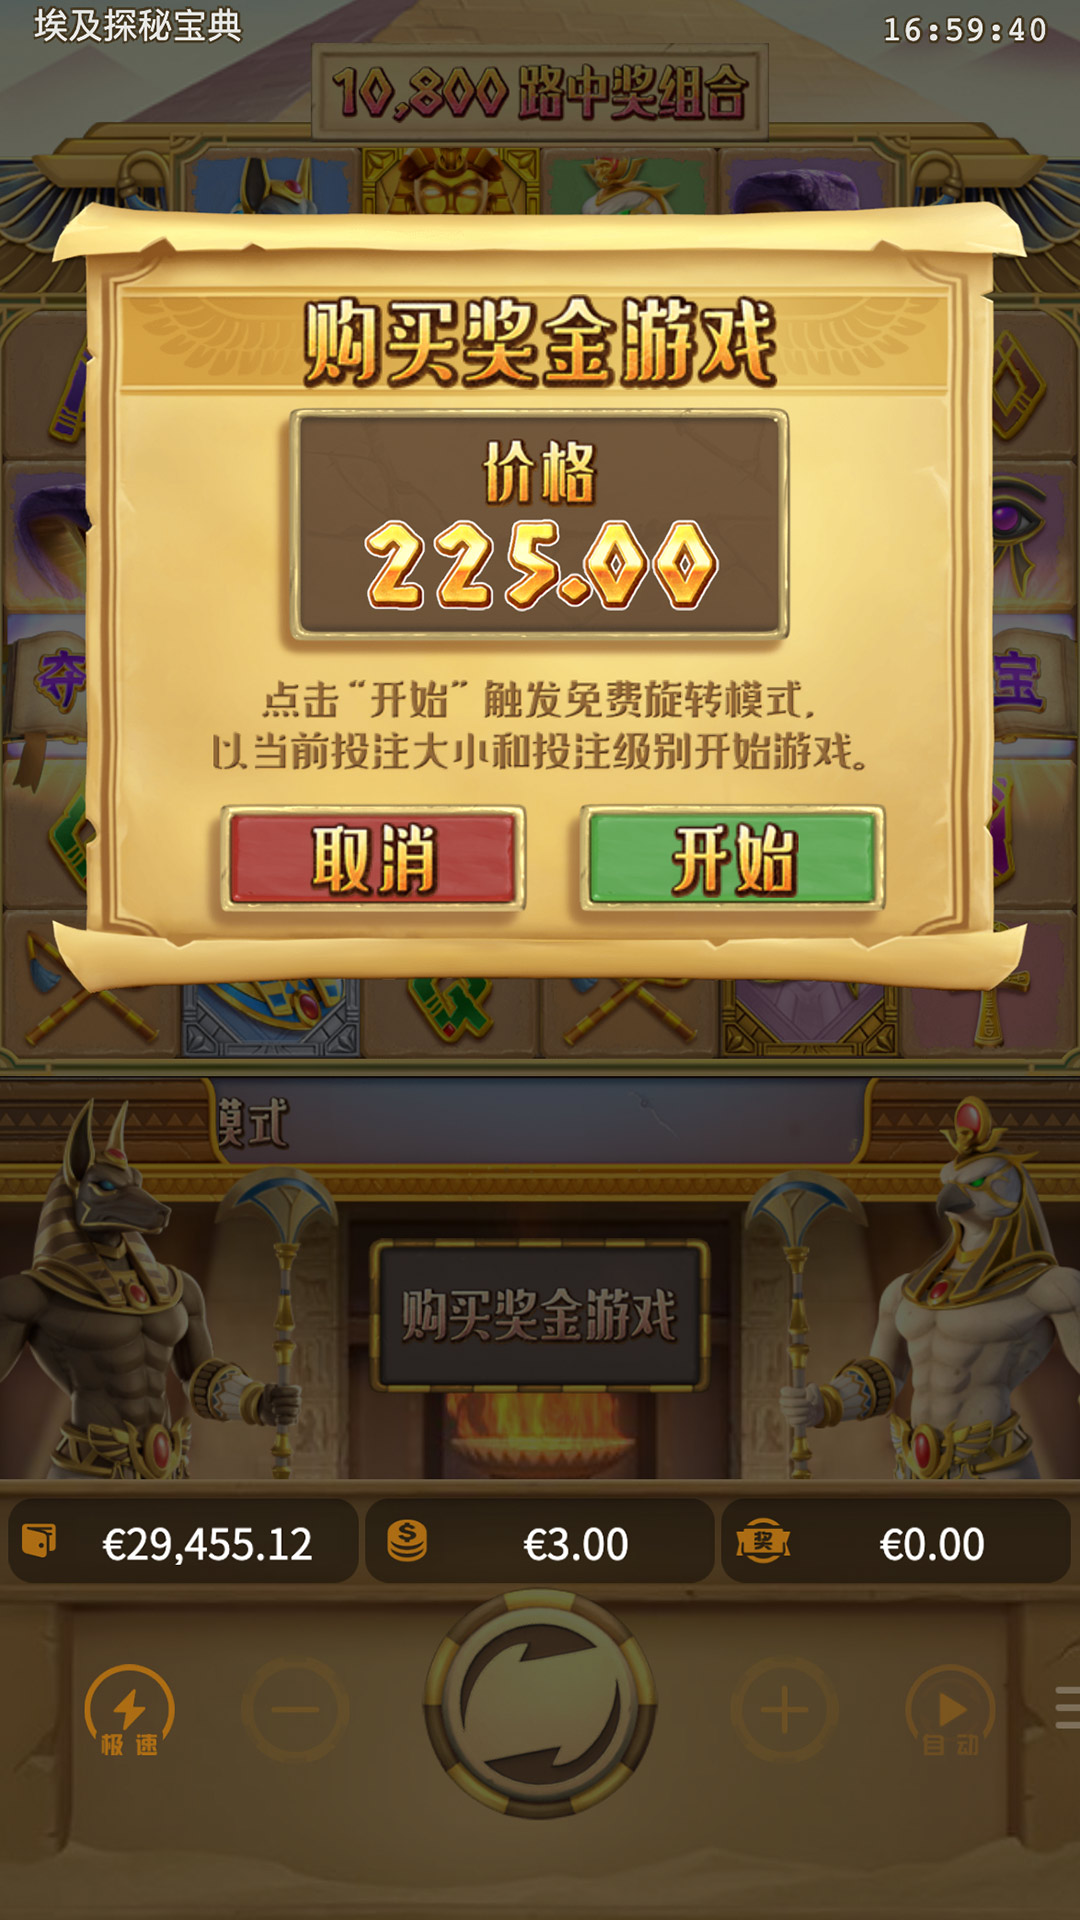 埃及探秘宝典
16:59:40
10,800 路中奖组合
购买奖金游戏
价格
225.00
夺
宝
点击“开始”触发免费旋转模式,
以当前投注大小和投注级别开始游戏。
取消
开始
模式
购买奖金游戏
€29,455.12
€3.00
奖
€0.00
极速
自动